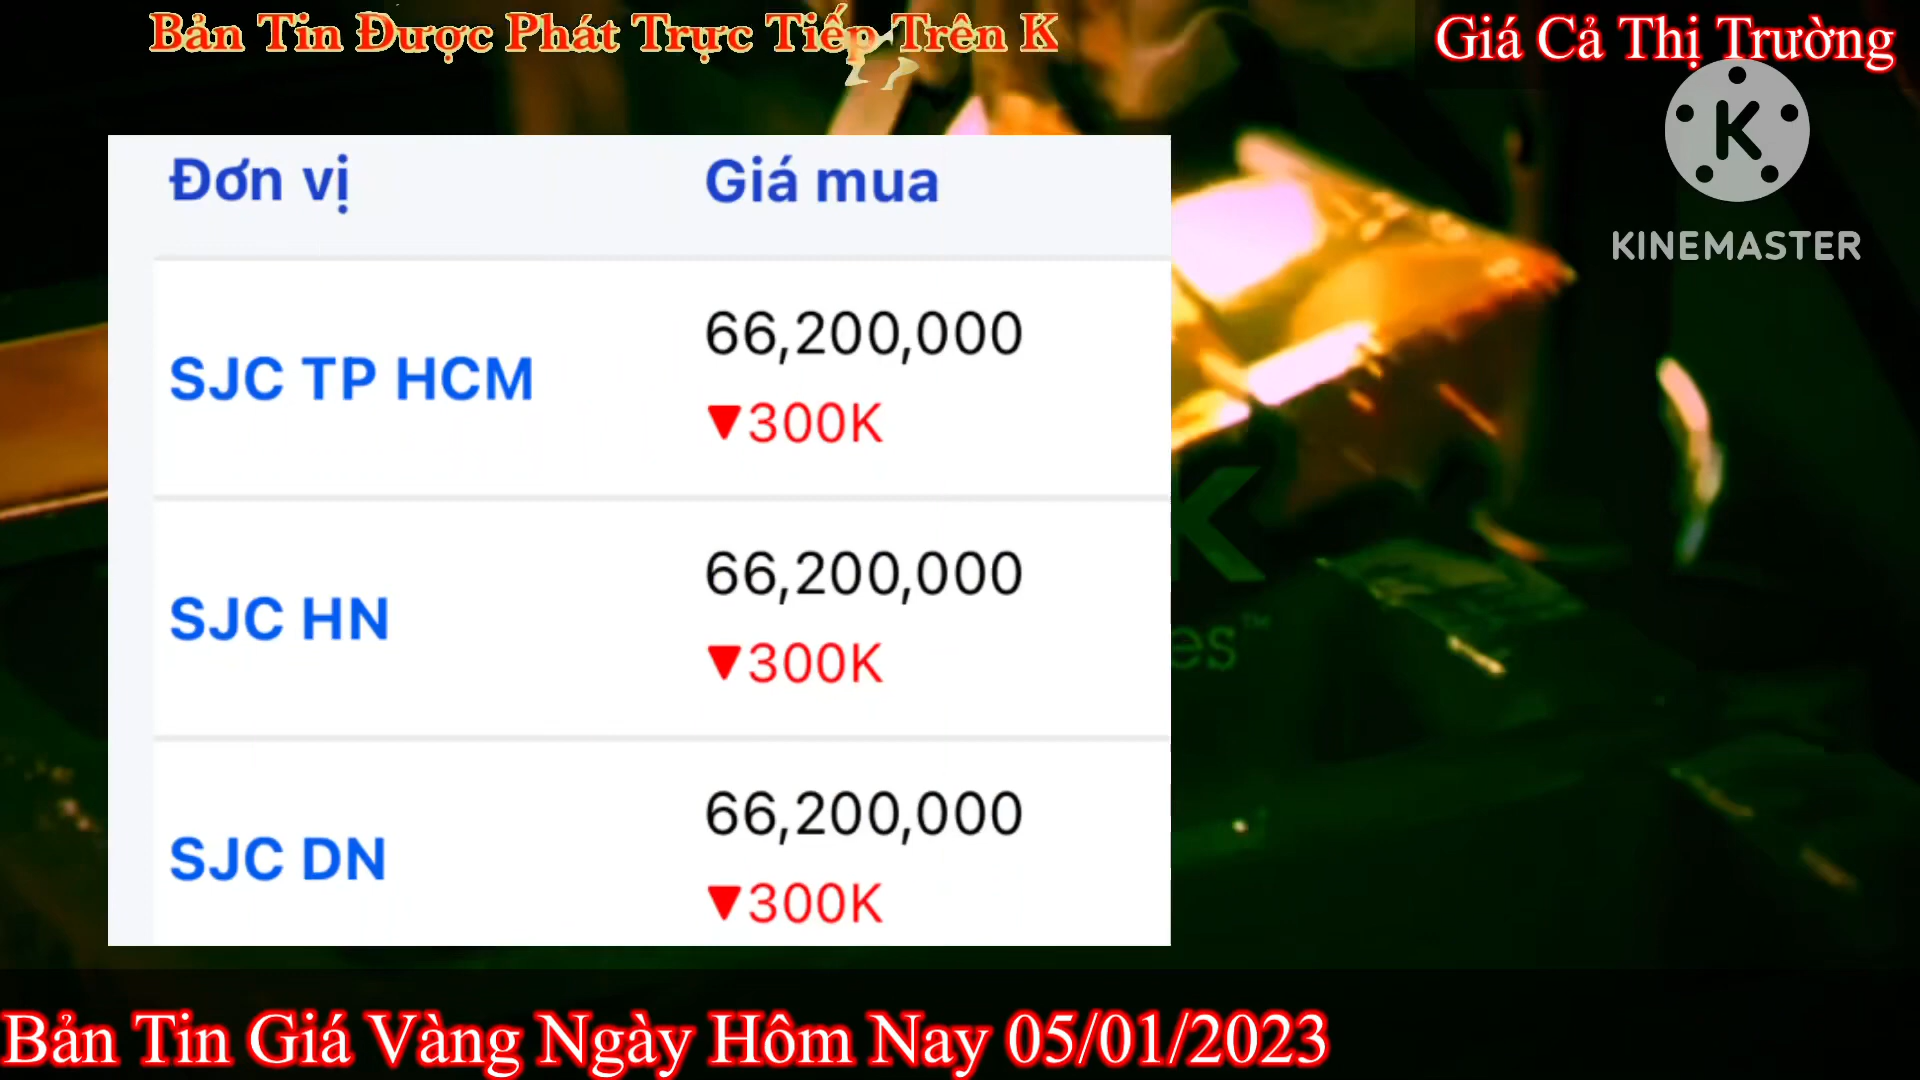 Bản Tin Được Phát Trực Tiếp Trên K
Giá Cả Thị Trường
K
KINEMASTER
Đơn vị
Giá mua
SJC TP HCM
66,200,000
▼300K
SJC HN
66,200,000
▼300K
SJC DN
66,200,000
▼300K
K
es™
Bản Tin Giá Vàng Ngày Hôm Nay 05/01/2023